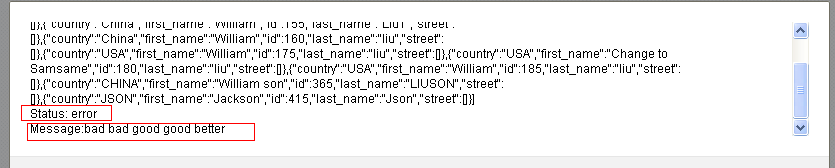 []},{"country":"China","first_name":"William","id":155,"last_name":"LIUT","street":
[]},{"country":"China","first_name":"William","id":160,"last_name":"liu","street":
[]},{"country":"USA","first_name":"William","id":175,"last_name":"liu","street":[]},{"country":"USA","first_name":"Change to
Samsame","id":180,"last_name":"liu","street":[]},{"country":"USA","first_name":"William","id":185,"last_name":"liu","street":
[]},{"country":"CHINA","first_name":"William son","id":365,"last_name":"LIUSON","street":
[]},{"country":"JSON","first_name":"Jackson","id":415,"last_name":"Json","street":[]}]
Status: error
Message:bad bad good good better